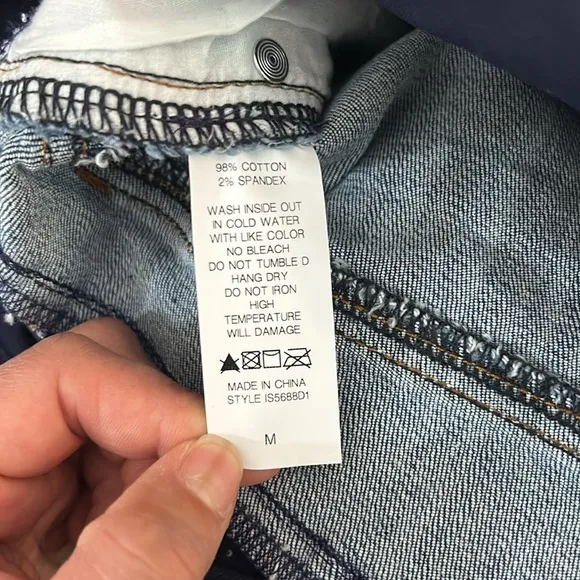 98% COTTON
2% SPANDEX
WASH INSIDE OUT
IN COLD WATER
WITH LIKE COLOR
NO BLEACH
DO NOT TUMBLE D
HANG DRY
DO NOT IRON
HIGH
TEMPERATURE
WILL DAMAGE
MADE IN CHINA
STYLE IS5688D1
M